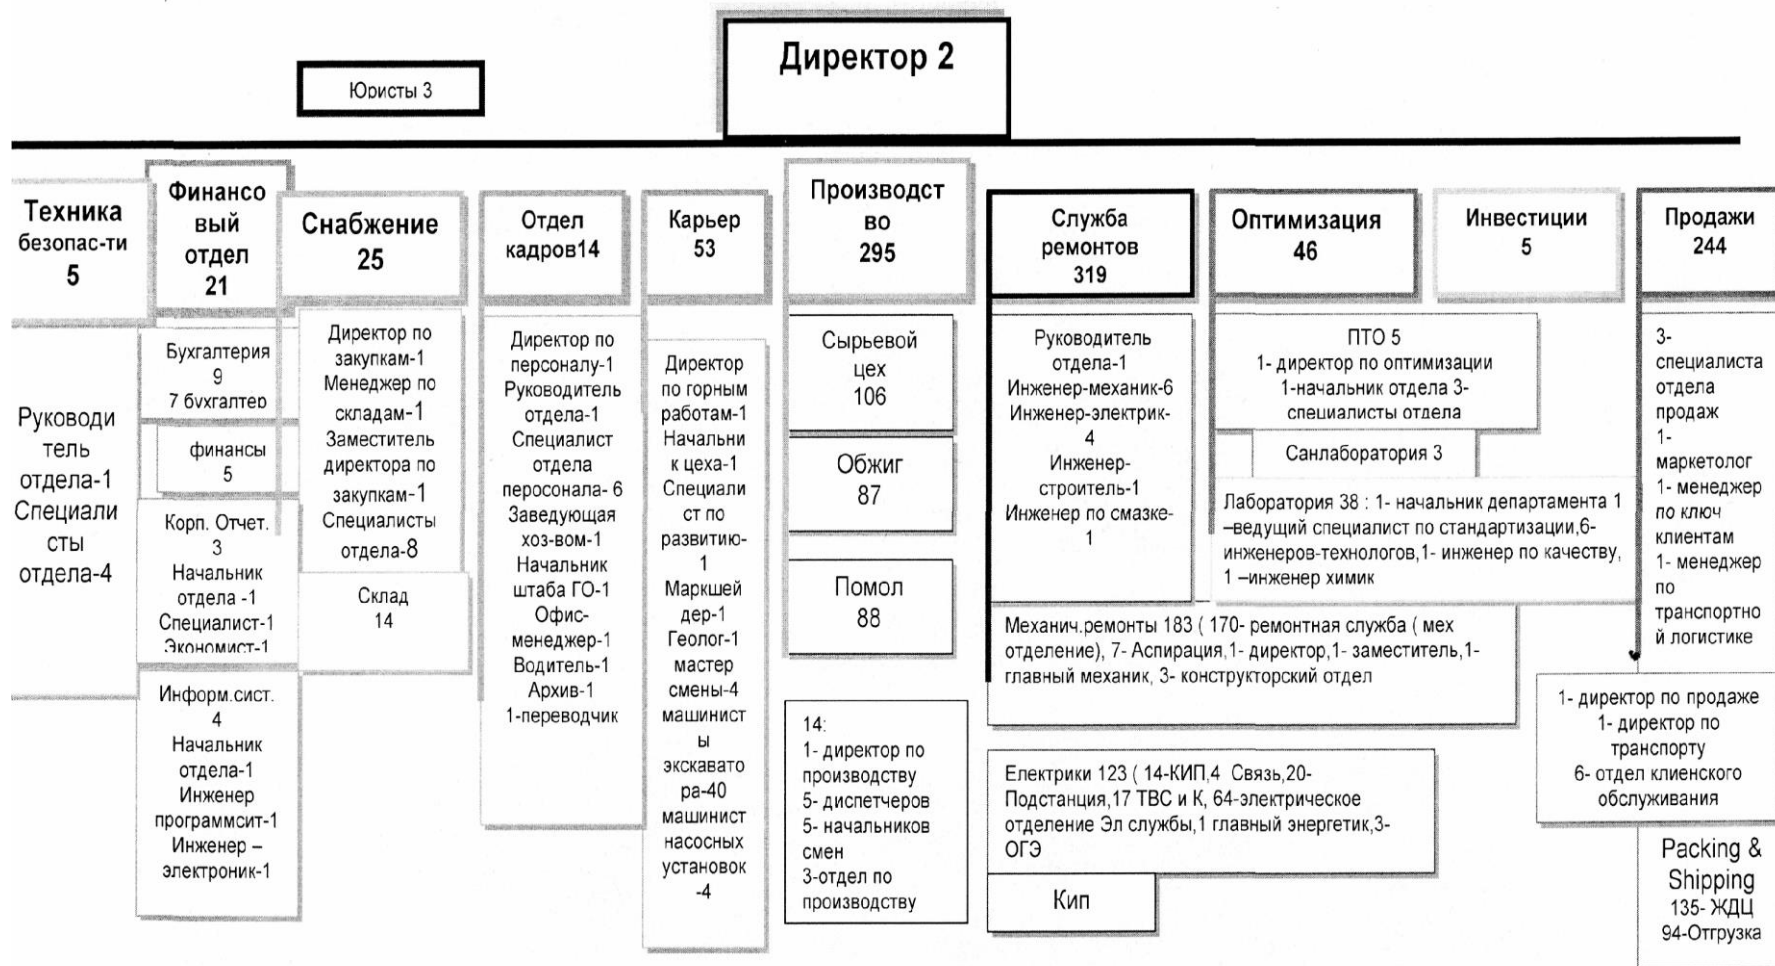 Директор 2
Юристы 3
Техника
безопас-ти
5
Руководи
тель
отдела-1
Специали
сты
отдела-4
Финансо
вый
отдел
21
Бухгалтерия
9
7 бухгалтер
финансы
5
Корп. Отчет.
3
Начальник
отдела -1
Специалист-1
Экономист-1
Информ.сист.
4
Начальник
отдела-1
Инженер
программсит-1
Инженер –
электроник-1
Снабжение
25
Директор по
закупкам-1
Менеджер по
складам-1
Заместитель
директора по
закупкам-1
Специалисты
отдела-8
Склад
14
Отдел
кадров14
Директор по
персоналу-1
Руководитель
отдела-1
Специалист
отдела
перосонала- 6
Заведующая
хоз-вом-1
Начальник
штаба ГО-1
Офис-
менеджер-1
Водитель-1
Архив-1
1-переводчик
Карьер
53
Директор
по горным
работам-1
Начальни
к цеха-1
Специали
ст по
развитию-
1
Маркшей
дер-1
Геолог-1
мастер
смены-4
машинист
ы
экскавато
ра-40
машинист
насосных
установок
-4
Производст
во
295
Сырьевой
цех
106
Обжиг
87
Помол
88
14:
1- директор по
производству
5- диспетчеров
5- начальников
смен
3-отдел по
производству
Служба
ремонтов
319
Руководитель
отдела-1
Инженер-механик-6
Инженер-электрик-
4
Инженер-
строитель-1
Инженер по смазке-
1
Механич.ремонты 183 ( 170- ремонтная служба ( мех
отделение), 7- Аспирация,1- директор,1- заместитель,1-
главный механик, 3- конструкторский отдел
Електрики 123 ( 14-КИП,4 Связь,20-
Подстанция,17 ТВС и К, 64-электрическое
отделение Эл службы,1 главный энергетик,3-
ОГЭ
Кип
Оптимизация
46
ПТО 5
1- директор по оптимизации
1-начальник отдела 3-
специалисты отдела
Санлаборатория 3
Лаборатория 38 : 1- начальник департамента 1
–ведущий специалист по стандартизации,6-
инженеров-технологов,1- инженер по качеству,
1 –инженер химик
Инвестиции
5
Продажи
244
3-
специалиста
отдела
продаж
1-
маркетолог
1- менеджер
по ключ
клиентам
1- менеджер
по
транспортно
й логистике
1- директор по продаже
1- директор по
транспорту
6- отдел клиенского
обслуживания
Packing &
Shipping
135- ЖДЦ
94-Отгрузка